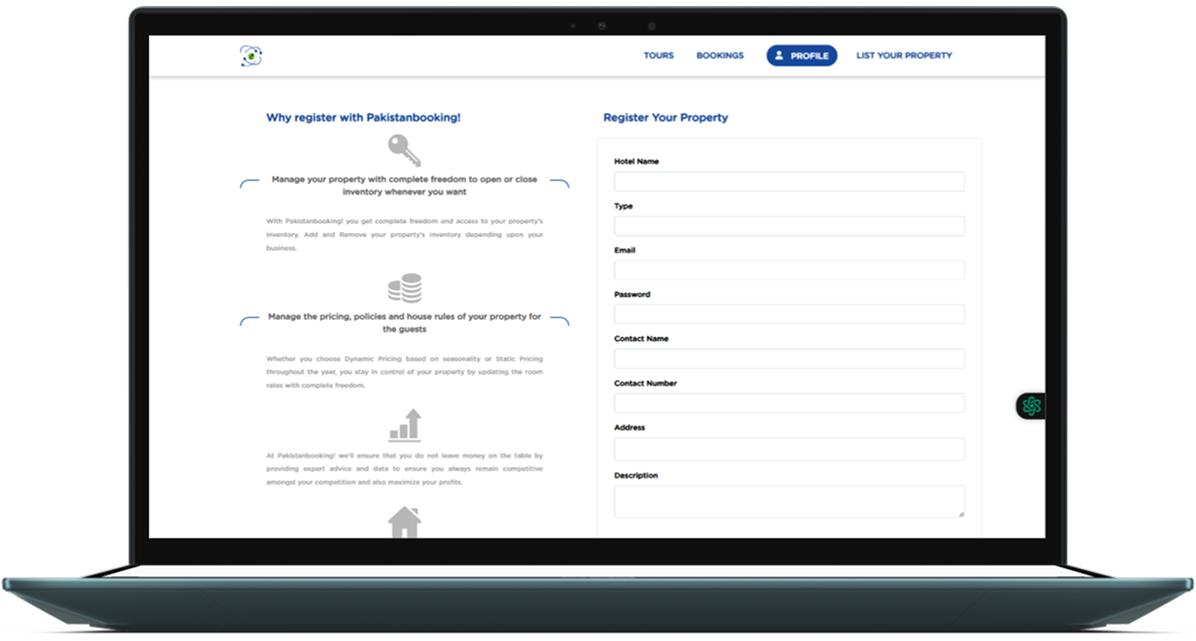 TOURS BOOKINGS PROFILE LIST YOUR PROPERTY
Why register with Pakistanbooking!
Manage your property with complete freedom to open or close
inventory whenever you want
With Pakistanbooking! you get complete freedom and access to your property's
inventory. Add and Remove your property's inventory depending upon your
business.
Manage the pricing, policies and house rules of your property for
the guests
Whether you choose Dynamic Pricing based on seasonality or Static Pricing
throughout the year, you stay in control of your property by updating the room
rates with complete freedom.
At Pakistanbooking! we'll ensure that you do not leave money on the table by
providing expert advice and data to ensure you always remain competitive
amongst your competition and also maximize your profits.
Register Your Property
Hotel Name
Type
Email
Password
Contact Name
Contact Number
Address
Description